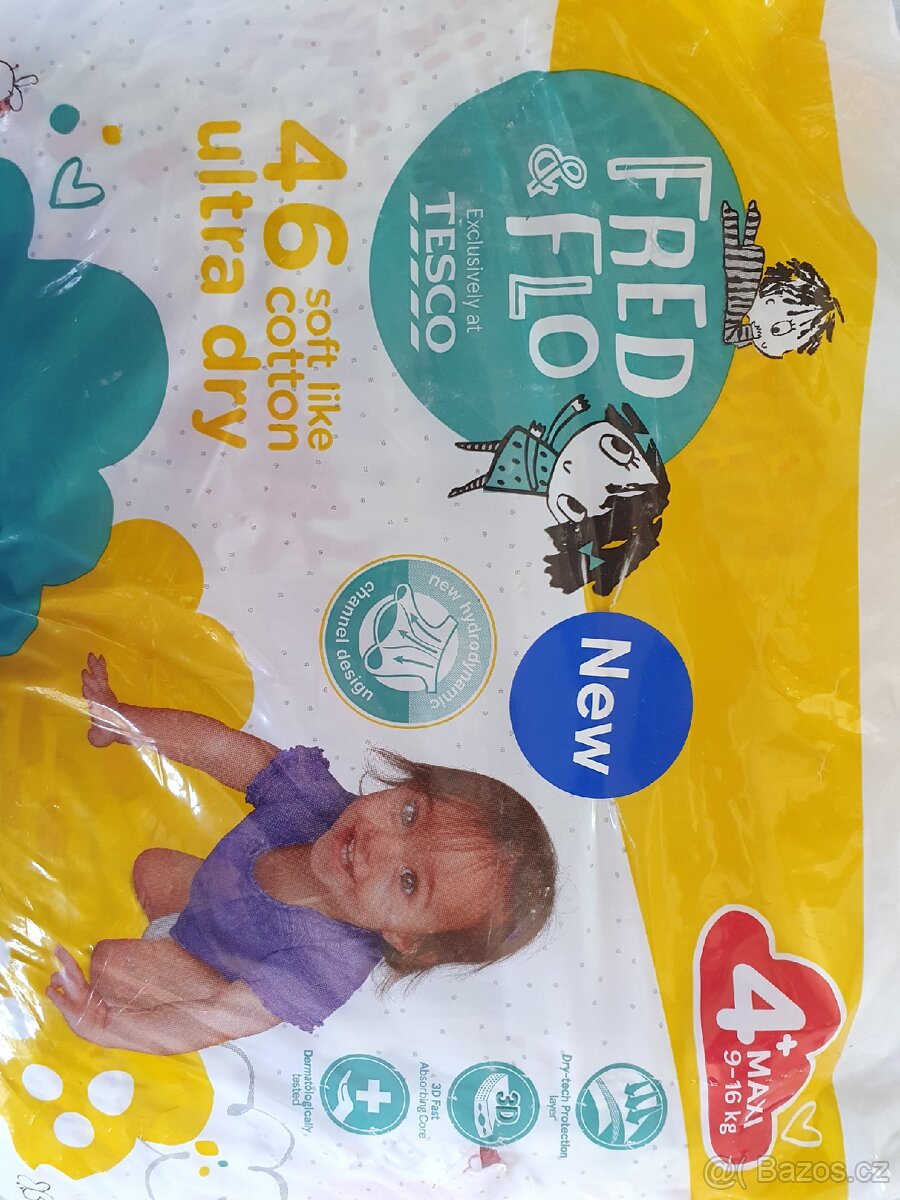 FRED
& FLO
Exclusively at
TESCO
46 soft like
cotton
ultra dry
New
new hydrodynamic
channel design
4+ MAXI
9-16 kg
Dry-tech Protection
layer
3D
3D Fast
Absorbing Core
Dermatologically
tested
Bazos.cz